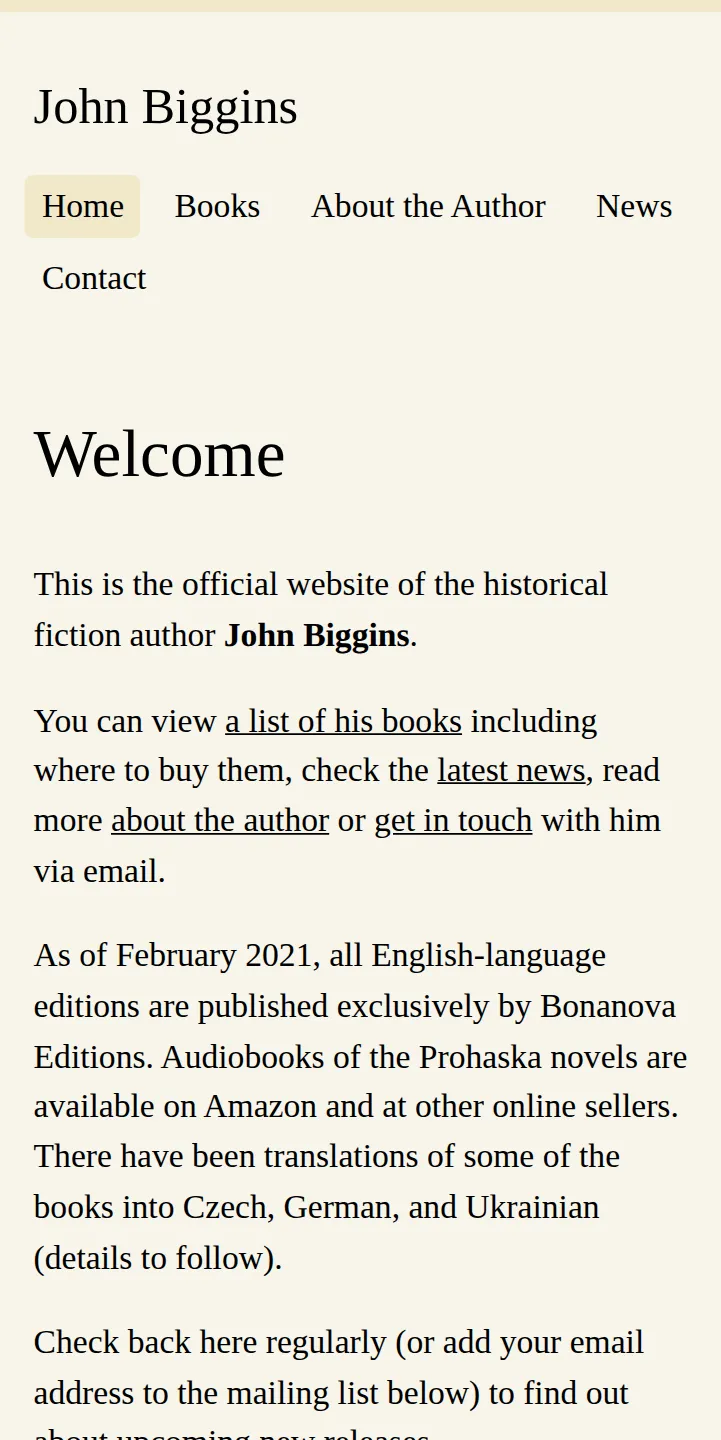 John Biggins
Home Books About the Author News
Contact
Welcome
This is the official website of the historical
fiction author John Biggins.
You can view a list of his books including
where to buy them, check the latest news, read
more about the author or get in touch with him
via email.
As of February 2021, all English-language
editions are published exclusively by Bonanova
Editions. Audiobooks of the Prohaska novels are
available on Amazon and at other online sellers.
There have been translations of some of the
books into Czech, German, and Ukrainian
(details to follow).
Check back here regularly (or add your email
address to the mailing list below) to find out
about upcoming new releases.